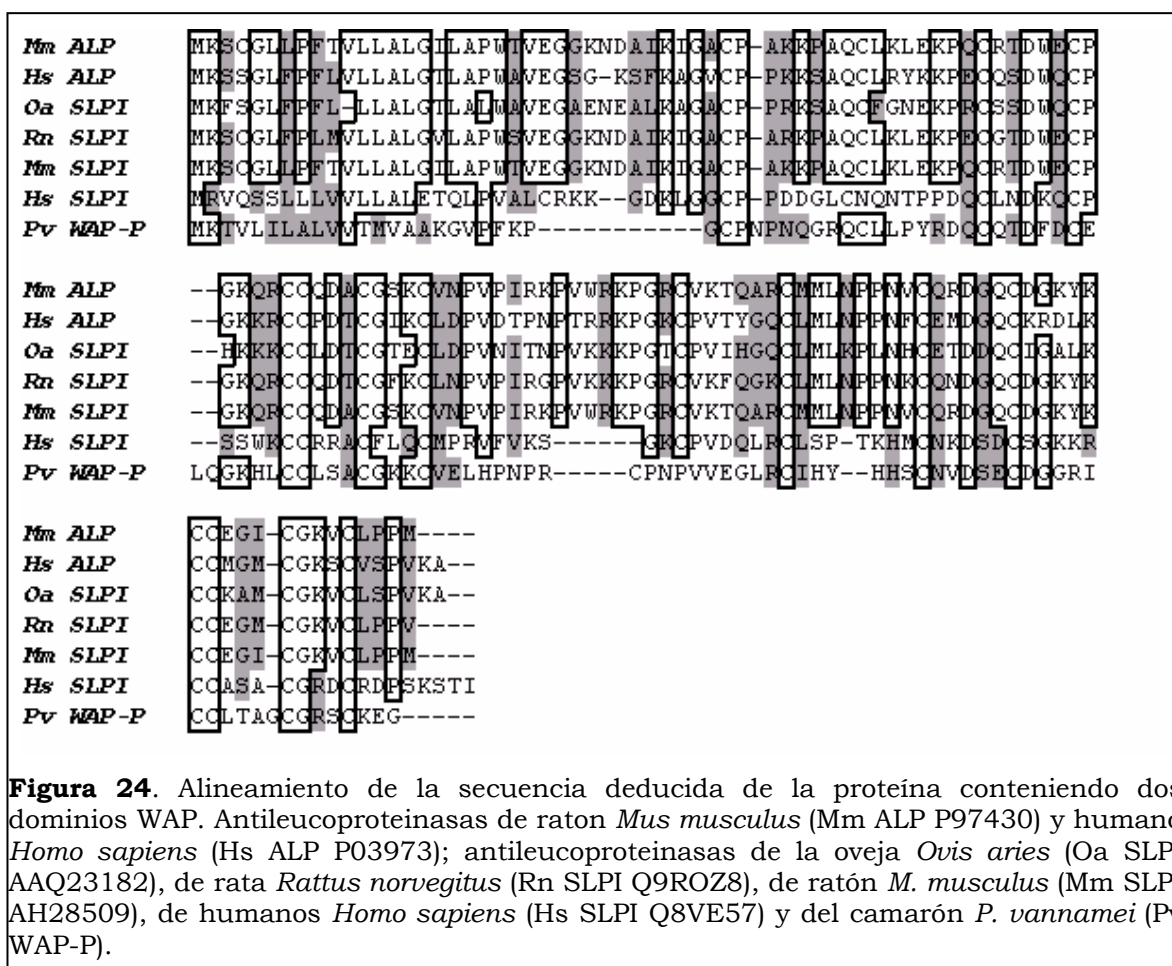 Mm ALP MKSCGLLPFTVLLALGILAPWTVEGGKNDAIKIGACP-AKKPAQCLKLEKPQCRTDWECP
Hs ALP MKSSGLFPFLVLLALGTLAPWAVEGSG-KSFKAGVCP-PKKSAQCLRYKKPECQSDWQCP
Oa SLPI MKFSGLFPFL-LLALGTLALWAVEGAENEALKAGACP-PRKSAQCFGNEKPRCSSDWQCP
Rn SLPI MKSCGLFPLMVLLALGVLAPWSVEGGKNDAIKIGACP-ARKPAQCLKLEKPECGTDWECP
Mm SLPI MKSCGLLPFTVLLALGILAPWTVEGGKNDAIKIGACP-AKKPAQCLKLEKPQCRTDWECP
Hs SLPI MRVQSSLLLVVLLALETQLPVALCRKK--GDKLGGCP-PDDGLCNQNTPPDQCLNDKQCP
Pv WAP-P MKTVLILALVVTMVAAKGVPFKP-----------GCPNPNQGRQCLLPYRDQCQTDFDCE
Mm ALP --GKQRCCQDACGSKCVNPVPIRKPVWRKPGRCVKTQARCMMLNPPNVCQRDGQCDGKYK
Hs ALP --GKKRCCPDTCGIKCLDPVDTPNPTRRKPGKCPVTYGQCLMLNPPNFCEMDGQCKRDLK
Oa SLPI --HKKKCCLDTCGTECLDPVNITNPVKKKPGTCPVIHGQCLMLKPLNHCETDDQCIGALK
Rn SLPI --GKQRCCQDTCGFKCLNPVPIRGPVKKKPGRCVKFQGKCLMLNPPNKCQNDGQCDGKYK
Mm SLPI --GKQRCCQDACGSKCVNPVPIRKPVWRKPGRCVKTQARCMMLNPPNVCQRDGQCDGKYK
Hs SLPI --SSWKCCRRACFLQCMPRVFVKS------GKCPVDQLRCLSP-TKHMCNKDSDCSGKKR
Pv WAP-P LQGKHLCCLSACGKKCVELHPNPR-----CPNPVVEGLRCIHY--HHSCNVDSECDGGRI
Mm ALP CCEGI-CGKVCLPPM----
Hs ALP CCMGM-CGKSCVSPVKA--
Oa SLPI CCKAM-CGKVCLSPVKA--
Rn SLPI CCEGM-CGKVCLPPV----
Mm SLPI CCEGI-CGKVCLPPM----
Hs SLPI CCASA-CGRDCRDPSKSTI
Pv WAP-P CCLTAGCGRSCKEG-----
Figura 24. Alineamiento de la secuencia deducida de la proteína conteniendo dos
dominios WAP. Antileucoproteinasas de raton Mus musculus (Mm ALP P97430) y humano
Homo sapiens (Hs ALP P03973); antileucoproteinasas de la oveja Ovis aries (Oa SLP
AAQ23182), de rata Rattus norvegitus (Rn SLPI Q9ROZ8), de ratón M. musculus (Mm SLP
AH28509), de humanos Homo sapiens (Hs SLPI Q8VE57) y del camarón P. vannamei (Pv
WAP-P).